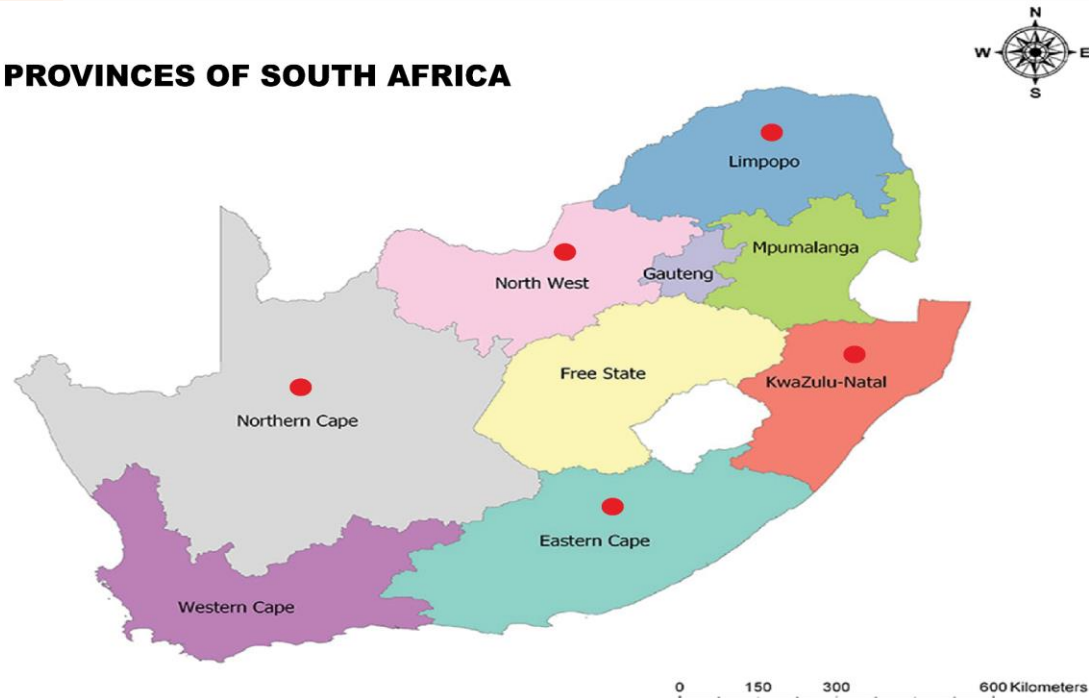 N
W E
S
PROVINCES OF SOUTH AFRICA
Limpopo
Mpumalanga
Gauteng
North West
Free State
KwaZulu-Natal
Northern Cape
Eastern Cape
Western Cape
0 150 300 600 Kilometers